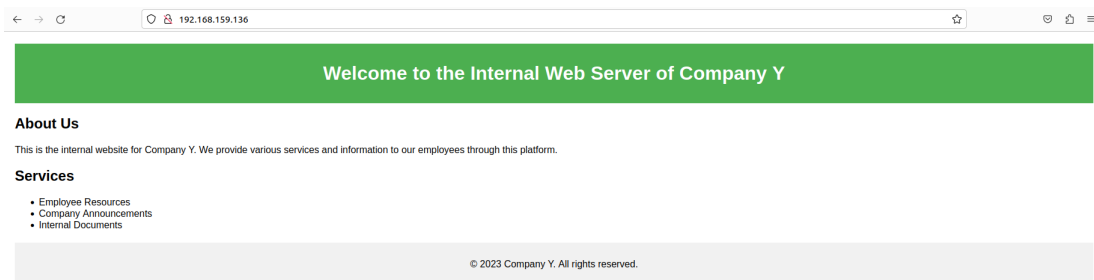 192.168.159.136
Welcome to the Internal Web Server of Company Y
About Us
This is the internal website for Company Y. We provide various services and information to our employees through this platform.
Services
• Employee Resources
• Company Announcements
• Internal Documents
© 2023 Company Y. All rights reserved.